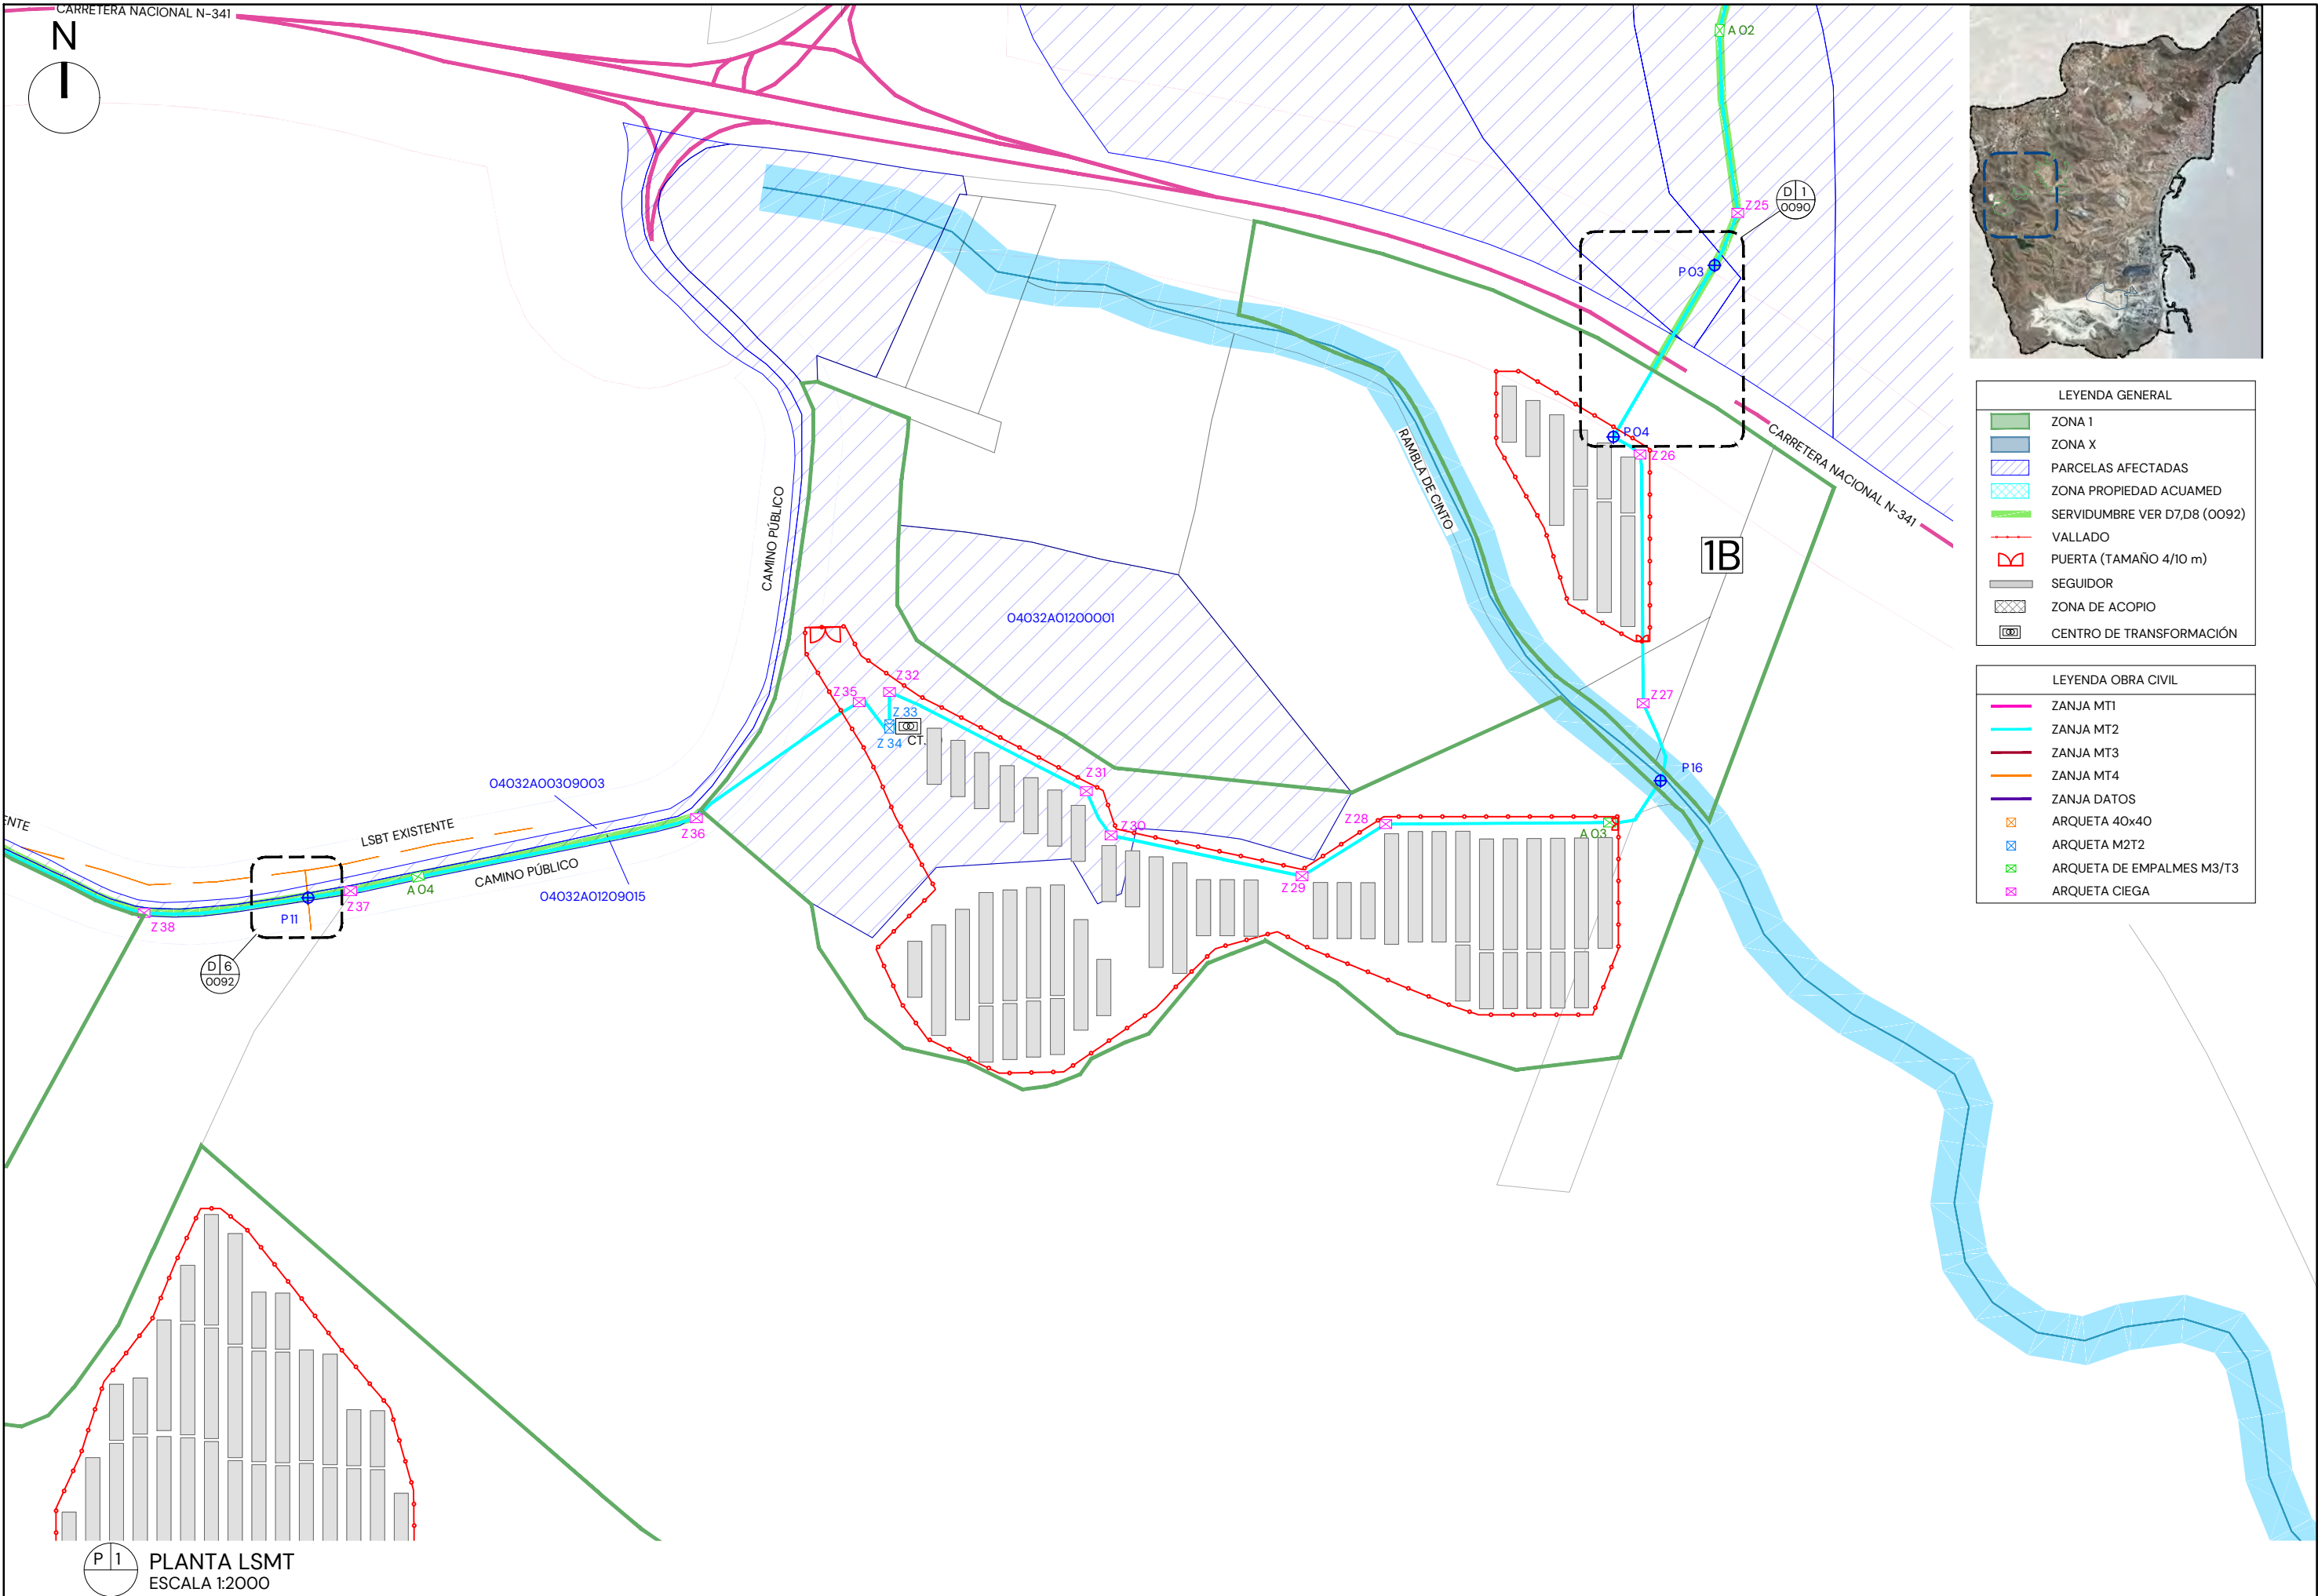 CARRETERA NACIONAL N-341
N
A 02
Z 25
D 1
0090
P 03
P 04
Z 26
CARRETERA NACIONAL N-341
RAMBLA DE CINTO
1B
CAMINO PÚBLICO
04032A01200001
Z 27
Z 32
Z 35
Z 33
Z 34
CT.
P 16
Z 31
Z 30
Z 28
A 03
Z 29
04032A00309003
Z 36
ENTE
LSBT EXISTENTE
CAMINO PÚBLICO
A 04
04032A01209015
Z 37
P 11
Z 38
D 6
0092
LEYENDA GENERAL
ZONA 1
ZONA X
PARCELAS AFECTADAS
ZONA PROPIEDAD ACUAMED
SERVIDUMBRE VER D7,D8 (0092)
VALLADO
PUERTA (TAMAÑO 4/10 m)
SEGUIDOR
ZONA DE ACOPIO
CENTRO DE TRANSFORMACIÓN
LEYENDA OBRA CIVIL
ZANJA MT1
ZANJA MT2
ZANJA MT3
ZANJA MT4
ZANJA DATOS
ARQUETA 40x40
ARQUETA M2T2
ARQUETA DE EMPALMES M3/T3
ARQUETA CIEGA
P 1
PLANTA LSMT
ESCALA 1:2000